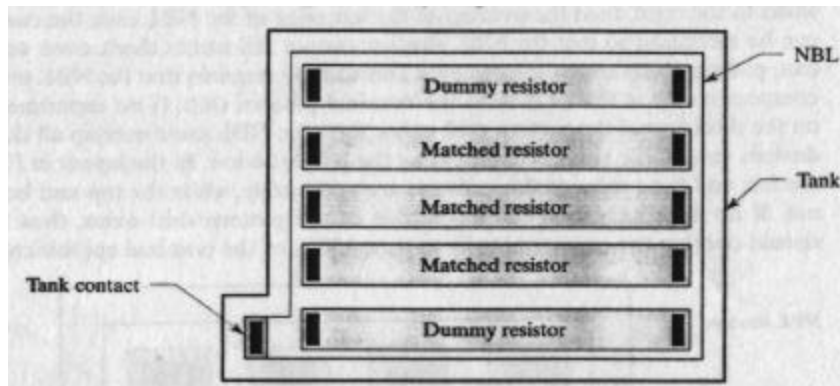 NBL
Dummy resistor
Matched resistor
Tank
Matched resistor
Matched resistor
Tank contact
Dummy resistor